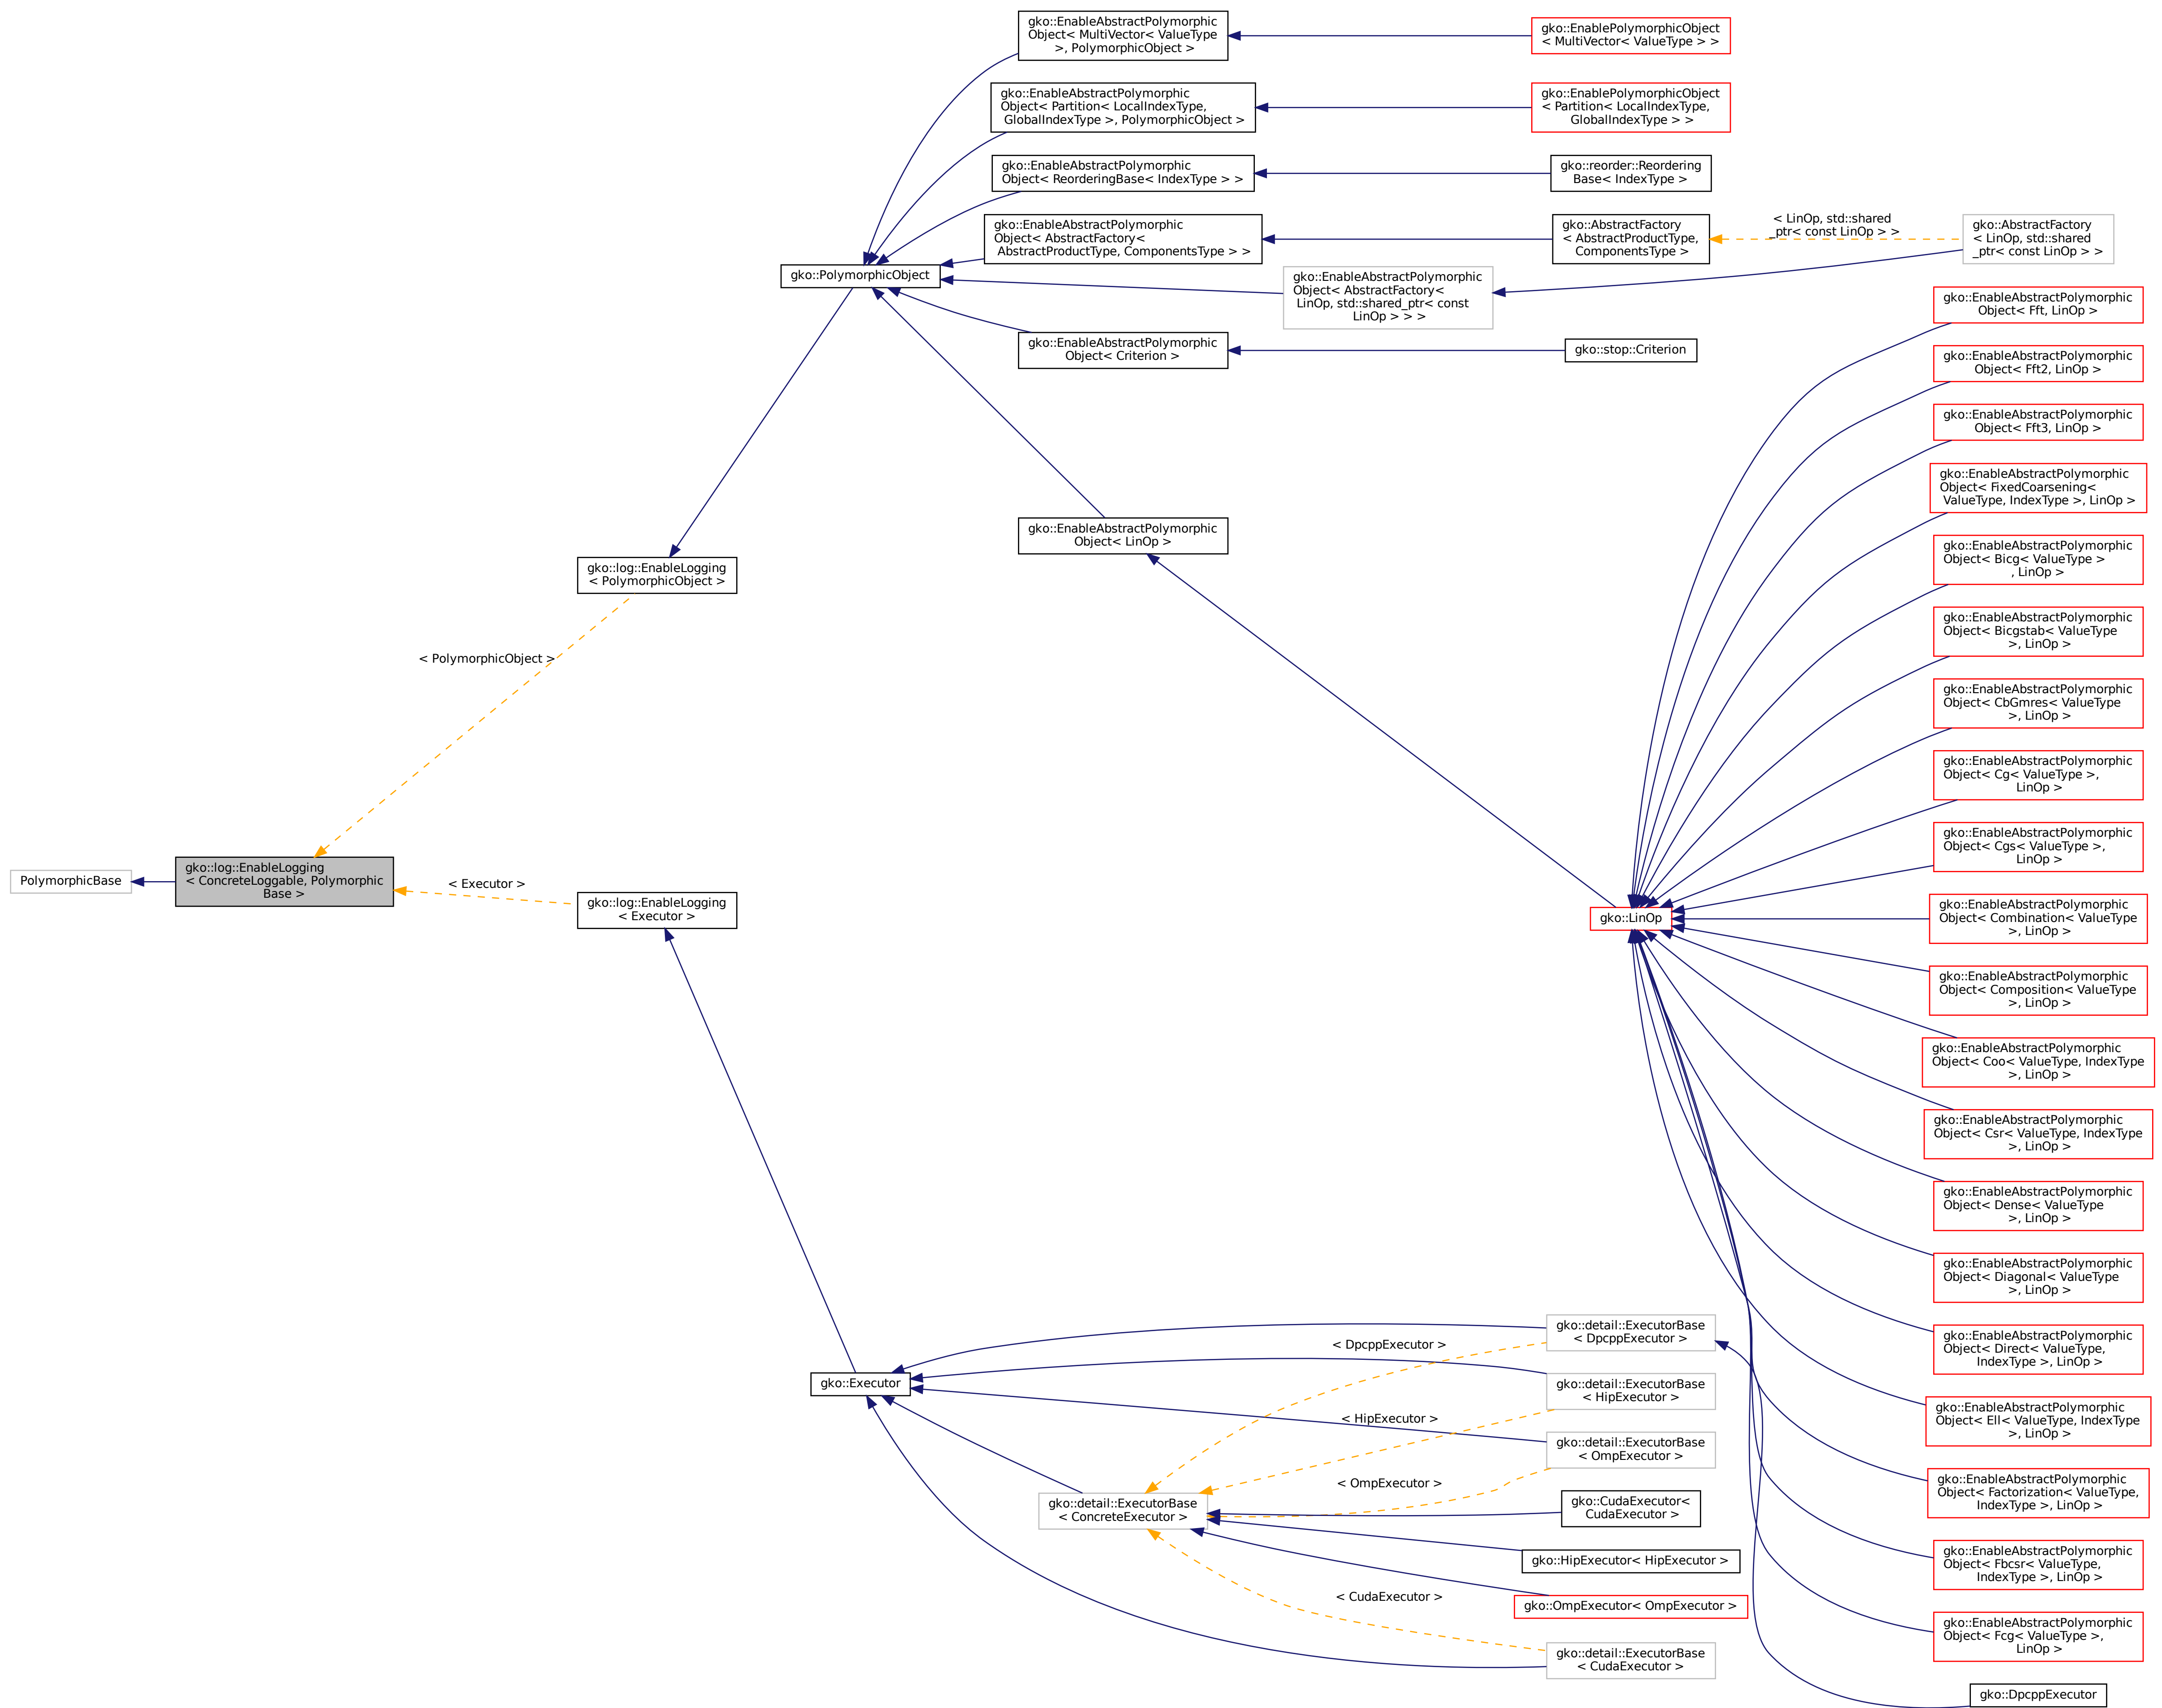 PolymorphicBase
gko::log::EnableLogging
< ConcreteLoggable, Polymorphic
Base >
< PolymorphicObject >
< Executor >
gko::log::EnableLogging
< PolymorphicObject >
gko::log::EnableLogging
< Executor >
gko::PolymorphicObject
gko::Executor
gko::EnableAbstractPolymorphic
Object< MultiVector< ValueType
>, PolymorphicObject >
gko::EnableAbstractPolymorphic
Object< Partition< LocalIndexType,
GlobalIndexType >, PolymorphicObject >
gko::EnableAbstractPolymorphic
Object< ReorderingBase< IndexType > >
gko::EnableAbstractPolymorphic
Object< AbstractFactory<
AbstractProductType, ComponentsType > >
gko::EnableAbstractPolymorphic
Object< AbstractFactory<
LinOp, std::shared_ptr< const
LinOp > > >
gko::EnableAbstractPolymorphic
Object< Criterion >
gko::EnableAbstractPolymorphic
Object< LinOp >
gko::EnablePolymorphicObject
< MultiVector< ValueType > >
gko::EnablePolymorphicObject
< Partition< LocalIndexType,
GlobalIndexType > >
gko::reorder::Reordering
Base< IndexType >
gko::AbstractFactory
< AbstractProductType,
ComponentsType >
< LinOp, std::shared
_ptr< const LinOp > >
gko::AbstractFactory
< LinOp, std::shared
_ptr< const LinOp > >
gko::stop::Criterion
gko::LinOp
gko::EnableAbstractPolymorphic
Object< Fft, LinOp >
gko::EnableAbstractPolymorphic
Object< Fft2, LinOp >
gko::EnableAbstractPolymorphic
Object< Fft3, LinOp >
gko::EnableAbstractPolymorphic
Object< FixedCoarsening<
ValueType, IndexType >, LinOp >
gko::EnableAbstractPolymorphic
Object< Bicg< ValueType >
, LinOp >
gko::EnableAbstractPolymorphic
Object< Bicgstab< ValueType
>, LinOp >
gko::EnableAbstractPolymorphic
Object< CbGmres< ValueType
>, LinOp >
gko::EnableAbstractPolymorphic
Object< Cg< ValueType >,
LinOp >
gko::EnableAbstractPolymorphic
Object< Cgs< ValueType >,
LinOp >
gko::EnableAbstractPolymorphic
Object< Combination< ValueType
>, LinOp >
gko::EnableAbstractPolymorphic
Object< Composition< ValueType
>, LinOp >
gko::EnableAbstractPolymorphic
Object< Coo< ValueType, IndexType
>, LinOp >
gko::EnableAbstractPolymorphic
Object< Csr< ValueType, IndexType
>, LinOp >
gko::EnableAbstractPolymorphic
Object< Dense< ValueType
>, LinOp >
gko::EnableAbstractPolymorphic
Object< Diagonal< ValueType
>, LinOp >
gko::EnableAbstractPolymorphic
Object< Direct< ValueType,
IndexType >, LinOp >
gko::EnableAbstractPolymorphic
Object< Ell< ValueType, IndexType
>, LinOp >
gko::EnableAbstractPolymorphic
Object< Factorization< ValueType,
IndexType >, LinOp >
gko::EnableAbstractPolymorphic
Object< Fbcsr< ValueType,
IndexType >, LinOp >
gko::EnableAbstractPolymorphic
Object< Fcg< ValueType >,
LinOp >
gko::DpcppExecutor
gko::detail::ExecutorBase
< DpcppExecutor >
< DpcppExecutor >
gko::detail::ExecutorBase
< HipExecutor >
< HipExecutor >
gko::detail::ExecutorBase
< OmpExecutor >
< OmpExecutor >
gko::detail::ExecutorBase
< ConcreteExecutor >
gko::CudaExecutor<
CudaExecutor >
gko::HipExecutor< HipExecutor >
gko::OmpExecutor< OmpExecutor >
< CudaExecutor >
gko::detail::ExecutorBase
< CudaExecutor >